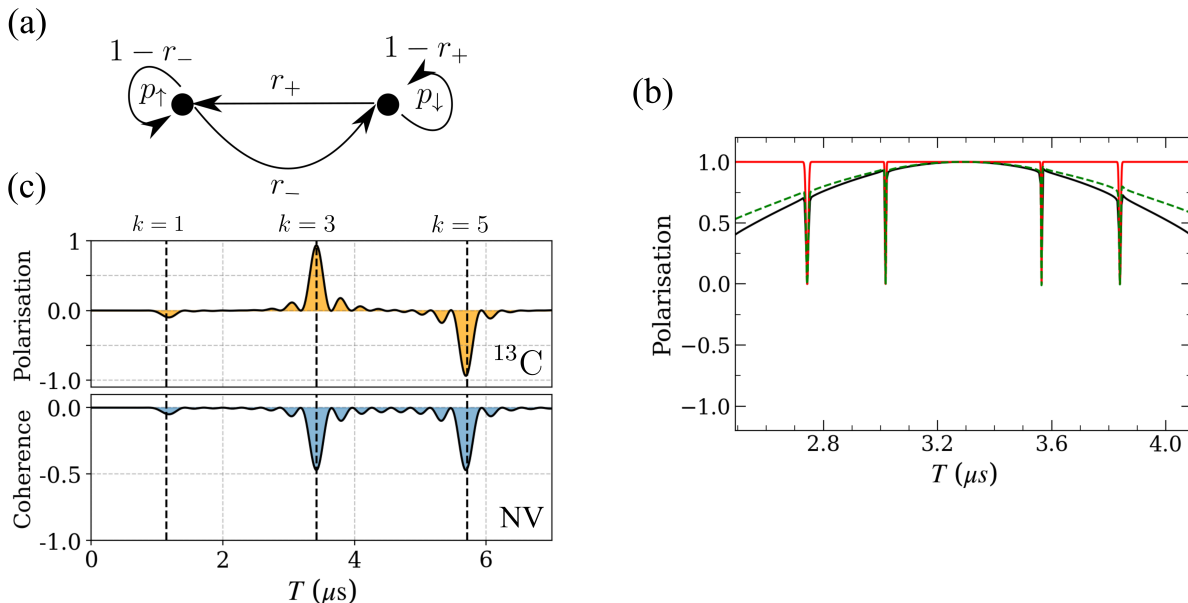 (a)
1 − r₋
1 − r₊
p↑
r₊
p↓
r₋
(b)
Polarisation
1.0
0.5
0.0
−0.5
−1.0
2.8 3.2 3.6 4.0
T (μs)
(c)
k = 1 k = 3 k = 5
Polarisation
1
0.0
-1.0
¹³C
Coherence
0.0
-0.5
-1.0
NV
0 2 4 6
T (μs)